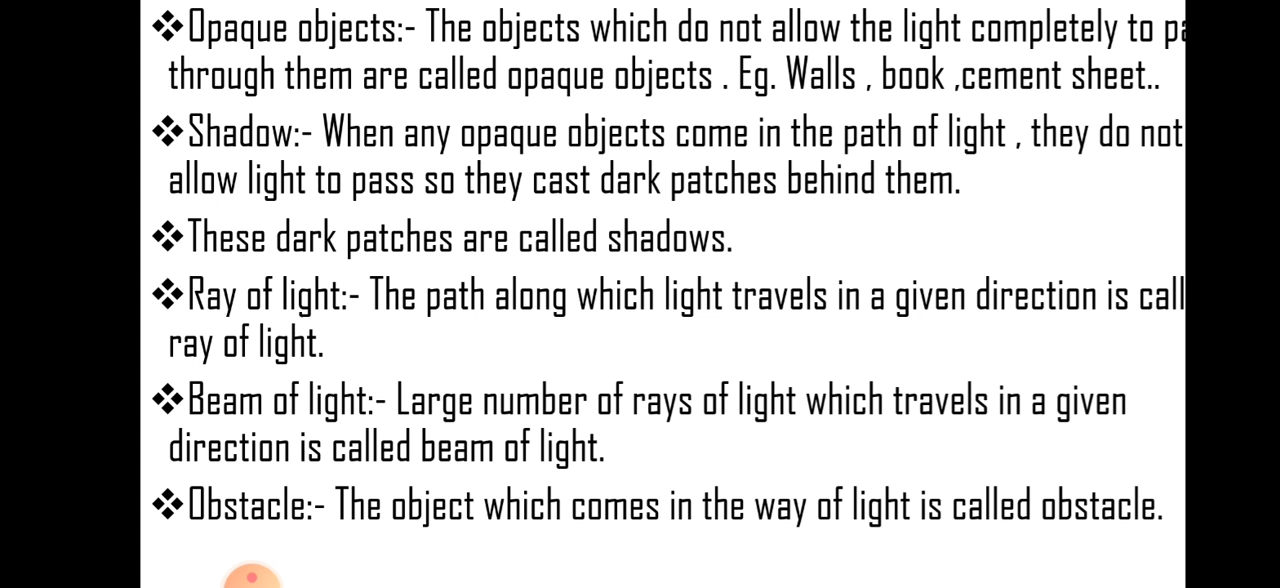 ❖Opaque objects:- The objects which do not allow the light completely to
through them are called opaque objects . Eg. Walls , book ,cement sheet..
❖Shadow:- When any opaque objects come in the path of light , they do not
allow light to pass so they cast dark patches behind them.
❖These dark patches are called shadows.
❖Ray of light:- The path along which light travels in a given direction is call
ray of light.
❖Beam of light:- Large number of rays of light which travels in a given
direction is called beam of light.
❖Obstacle:- The object which comes in the way of light is called obstacle.